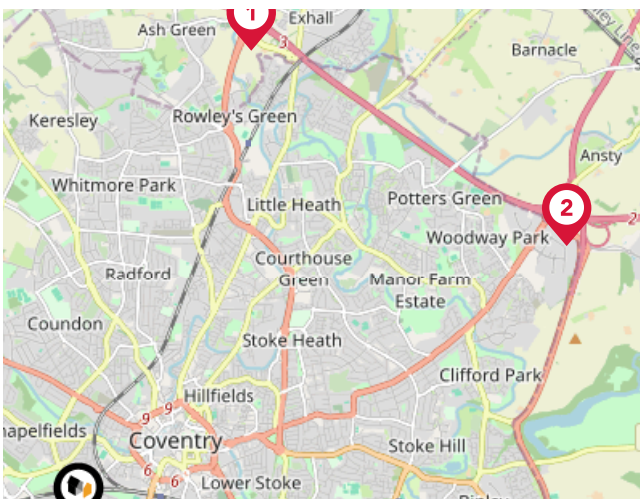 1
Exhall
Ash Green
3
Barnacle
Rowley's Green
Keresley
Ansty
Whitmore Park
Potters Green
Little Heath
2
2
Woodway Park
Courthouse
Green
Radford
Manor Farm
Estate
Coundon
Stoke Heath
Clifford Park
Hillfields
9
9
hapelfields
Coventry
Stoke Hill
6
6
Lower Stoke